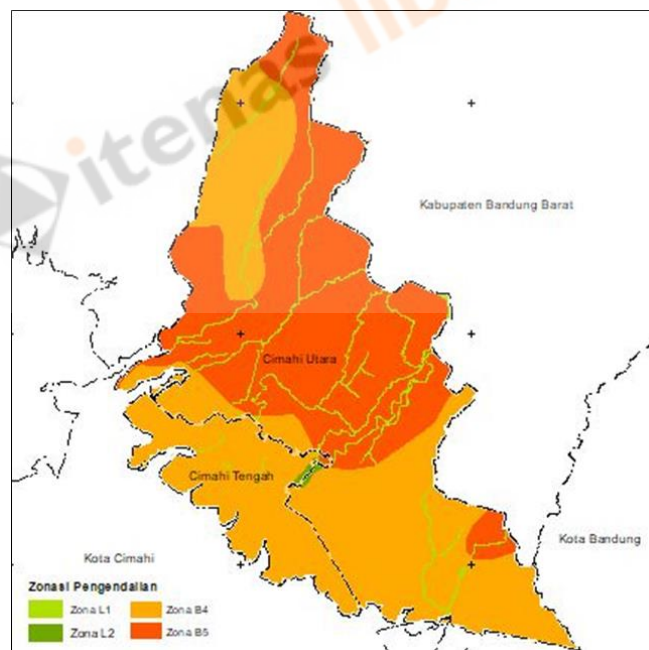 itenas lib
Kabupaten Bandung Barat
Cimahi Utara
Cimahi Tengah
Kota Bandung
Kota Cimahi
Zonasi Pengendalian
Zona L1
Zona B4
Zona L2
Zona B5